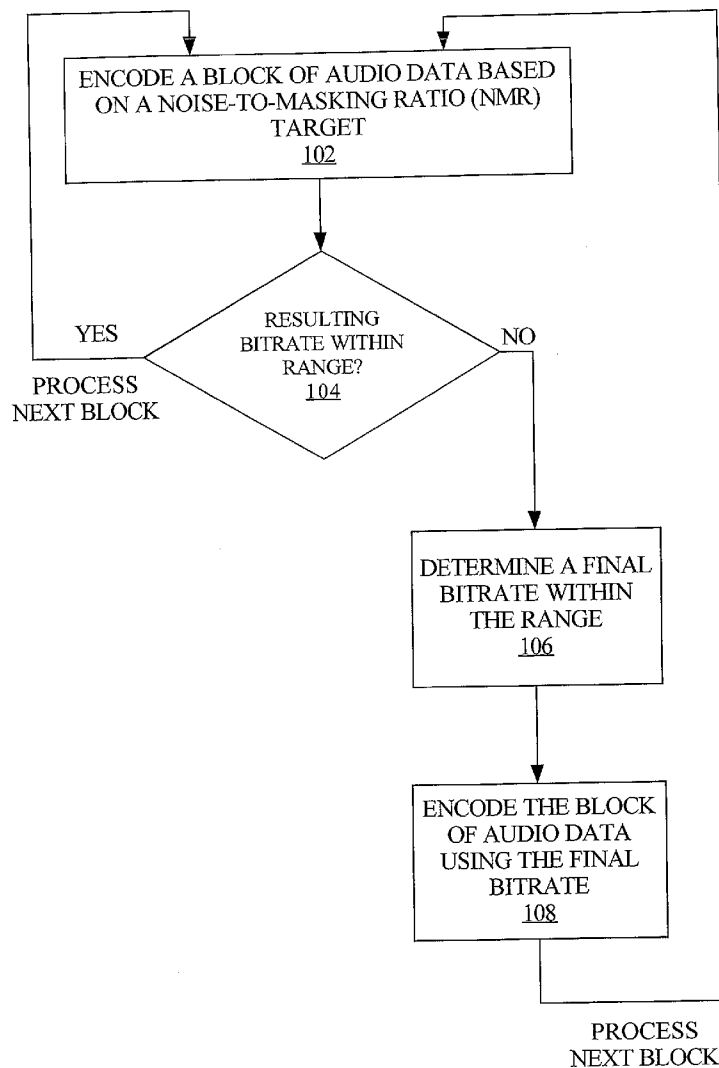 ENCODE A BLOCK OF AUDIO DATA BASED
ON A NOISE-TO-MASKING RATIO (NMR)
TARGET
102
YES
PROCESS
NEXT BLOCK
RESULTING
BITRATE WITHIN
RANGE?
104
NO
DETERMINE A FINAL
BITRATE WITHIN
THE RANGE
106
ENCODE THE BLOCK
OF AUDIO DATA
USING THE FINAL
BITRATE
108
PROCESS
NEXT BLOCK